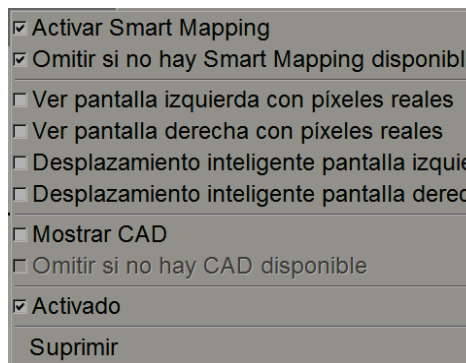 Activar Smart Mapping
Omitir si no hay Smart Mapping disponibl
Ver pantalla izquierda con píxeles reales
Ver pantalla derecha con píxeles reales
Desplazamiento inteligente pantalla izquie
Desplazamiento inteligente pantalla derec
Mostrar CAD
Omitir si no hay CAD disponible
Activado
Suprimir